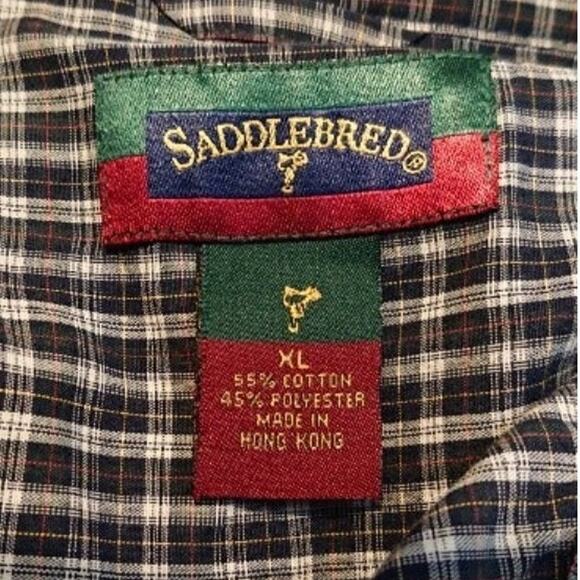 SADDLEBRED®
XL
55% COTTON
45% POLYESTER
MADE IN
HONG KONG